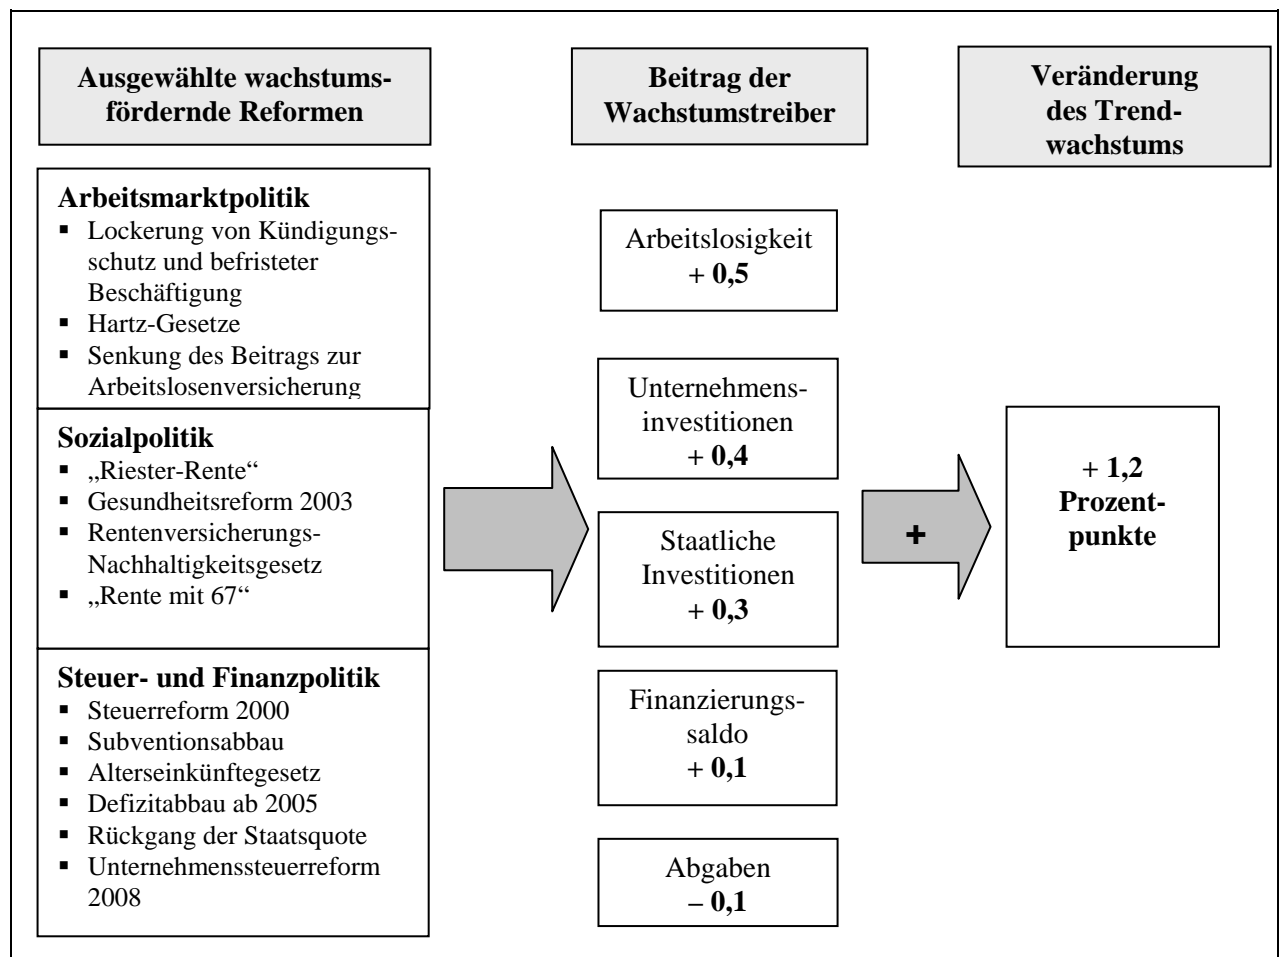 Ausgewählte wachstums-
fördernde Reformen
Beitrag der
Wachstumstreiber
Veränderung
des Trend-
wachstums
Arbeitsmarktpolitik
▪ Lockerung von Kündigungs-
schutz und befristeter
Beschäftigung
▪ Hartz-Gesetze
▪ Senkung des Beitrags zur
Arbeitslosenversicherung
Sozialpolitik
▪ „Riester-Rente“
▪ Gesundheitsreform 2003
▪ Rentenversicherungs-
Nachhaltigkeitsgesetz
▪ „Rente mit 67“
Steuer- und Finanzpolitik
▪ Steuerreform 2000
▪ Subventionsabbau
▪ Alterseinkünftegesetz
▪ Defizitabbau ab 2005
▪ Rückgang der Staatsquote
▪ Unternehmenssteuerreform
2008
Arbeitslosigkeit
+ 0,5
Unternehmens-
investitionen
+ 0,4
Staatliche
Investitionen
+ 0,3
Finanzierungs-
saldo
+ 0,1
Abgaben
– 0,1
+
+ 1,2
Prozent-
punkte